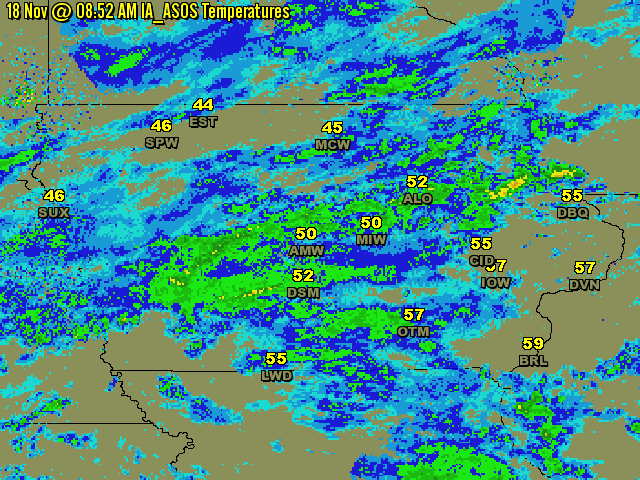 18 Nov @ 08:52 AM IA_ASOS Temperatures
44
EST
46
SPW
45
MCW
46
SUX
52
ALO
55
DBQ
50
AMW
50
MIW
55
CID
57
IOW
57
DVN
52
DSM
57
OTM
59
BRL
55
LWD